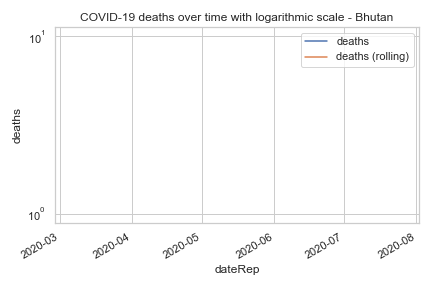 COVID-19 deaths over time with logarithmic scale - Bhutan
deaths
deaths (rolling)
10¹
10⁰
deaths
2020-03
2020-04
2020-05
2020-06
2020-07
2020-08
dateRep